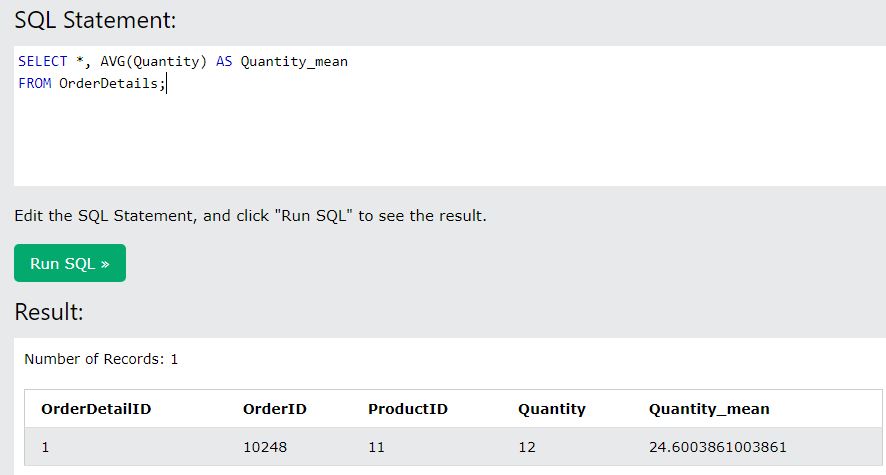 SQL Statement:
SELECT *, AVG(Quantity) AS Quantity_mean
FROM OrderDetails;
Edit the SQL Statement, and click "Run SQL" to see the result.
Run SQL »
Result:
Number of Records: 1
OrderDetailID OrderID ProductID Quantity Quantity_mean
1 10248 11 12 24.6003861003861